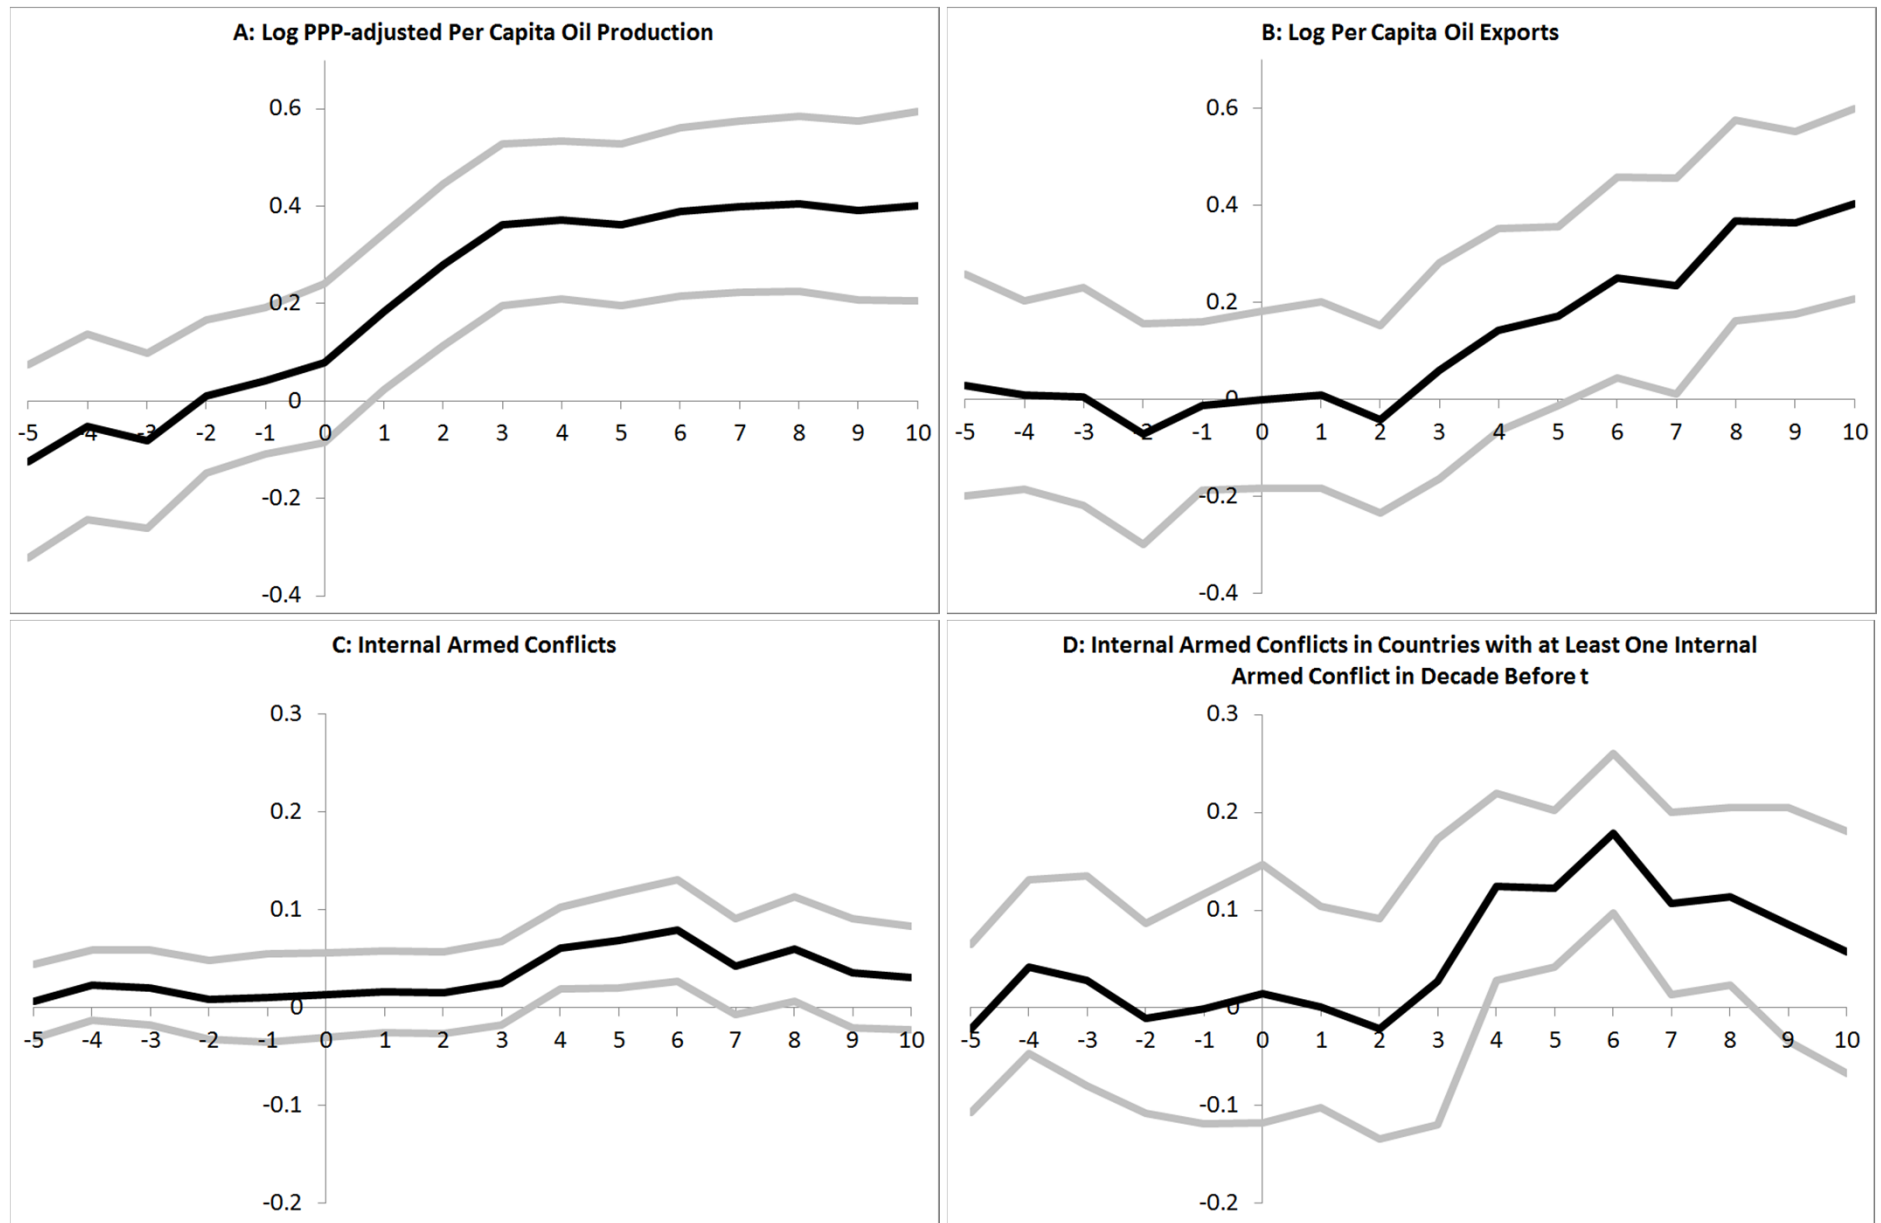 A: Log PPP-adjusted Per Capita Oil Production
0.6
0.4
0.2
0
-5 -4 -3 -2 -1 0 1 2 3 4 5 6 7 8 9 10
-0.2
-0.4
B: Log Per Capita Oil Exports
0.6
0.4
0.2
0
-5 -4 -3 -2 -1 0 1 2 3 4 5 6 7 8 9 10
-0.2
-0.4
C: Internal Armed Conflicts
0.3
0.2
0.1
0
-5 -4 -3 -2 -1 0 1 2 3 4 5 6 7 8 9 10
-0.1
-0.2
D: Internal Armed Conflicts in Countries with at Least One Internal
Armed Conflict in Decade Before t
0.3
0.2
0.1
0
-5 -4 -3 -2 -1 0 1 2 3 4 5 6 7 8 9 10
-0.1
-0.2